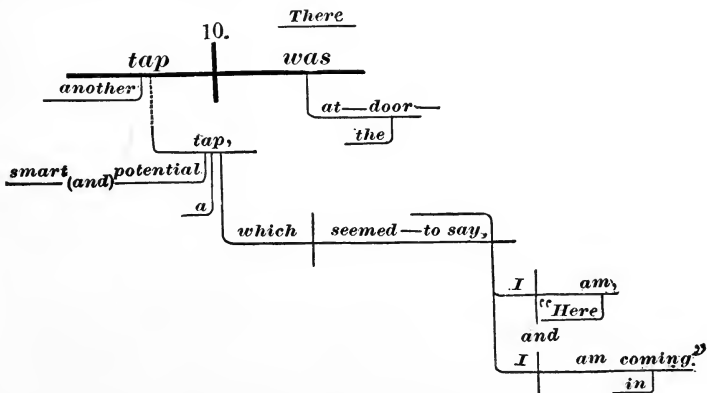 There
10.
tap was
another
at—door—
the
tap,
smart (and) potential
a
which seemed—to say,
I am,
"Here
and
I am coming."
in